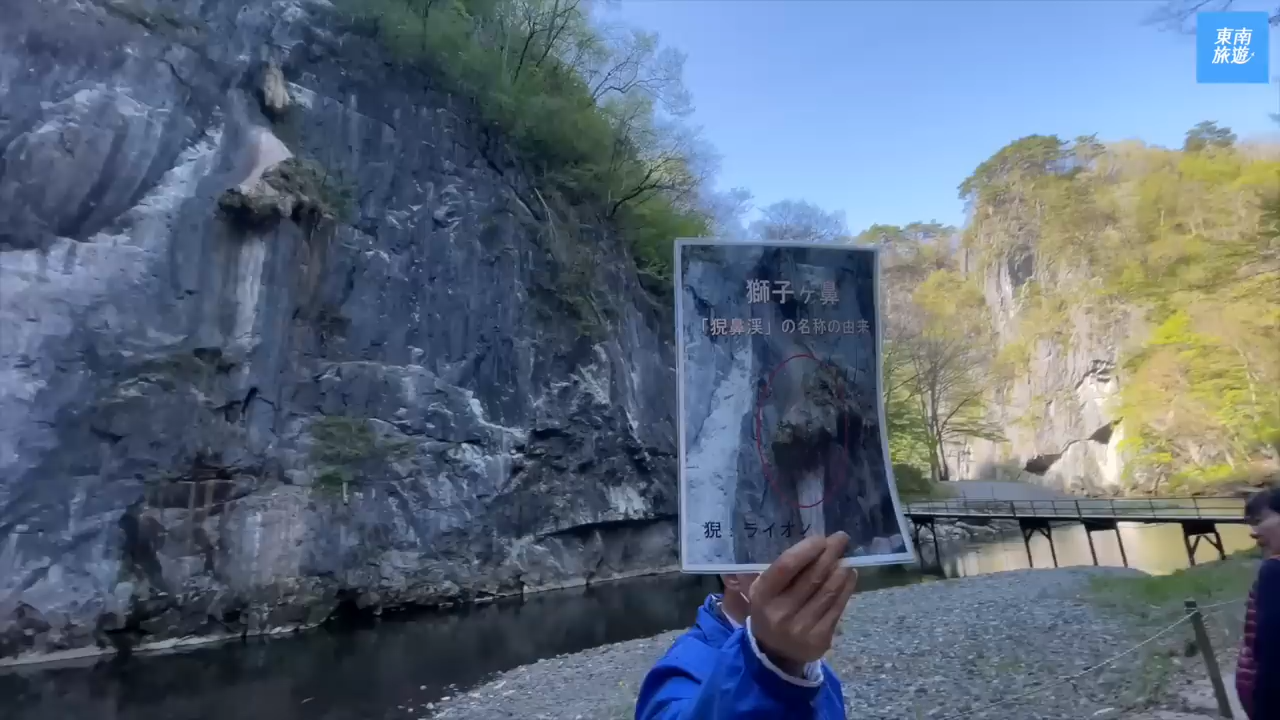 東南
旅遊
獅子ヶ鼻
「猊鼻渓」の名称の由来
猊：ライオン